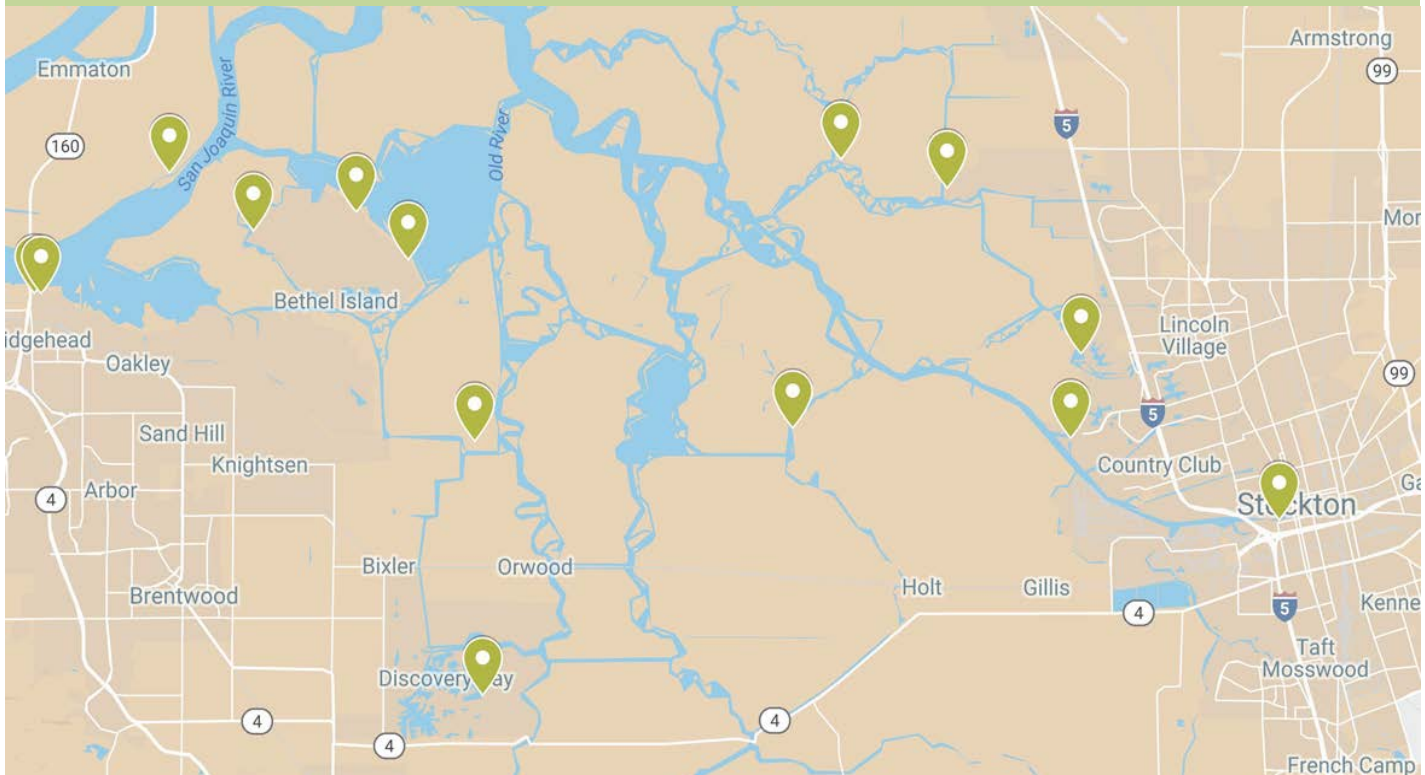 Armstrong
Emmaton
99
5
160
San Joaquin River
Old River
Mor
Bethel Island
Lincoln
Village
idgehead
Oakley
99
5
Sand Hill
Knightsen
Country Club
Arbor
4
Ga
Stockton
Bixler
Orwood
Holt
Gillis
Brentwood
4
5
Kenne
Taft
Mosswood
Discovery Bay
4
4
4
French Camp